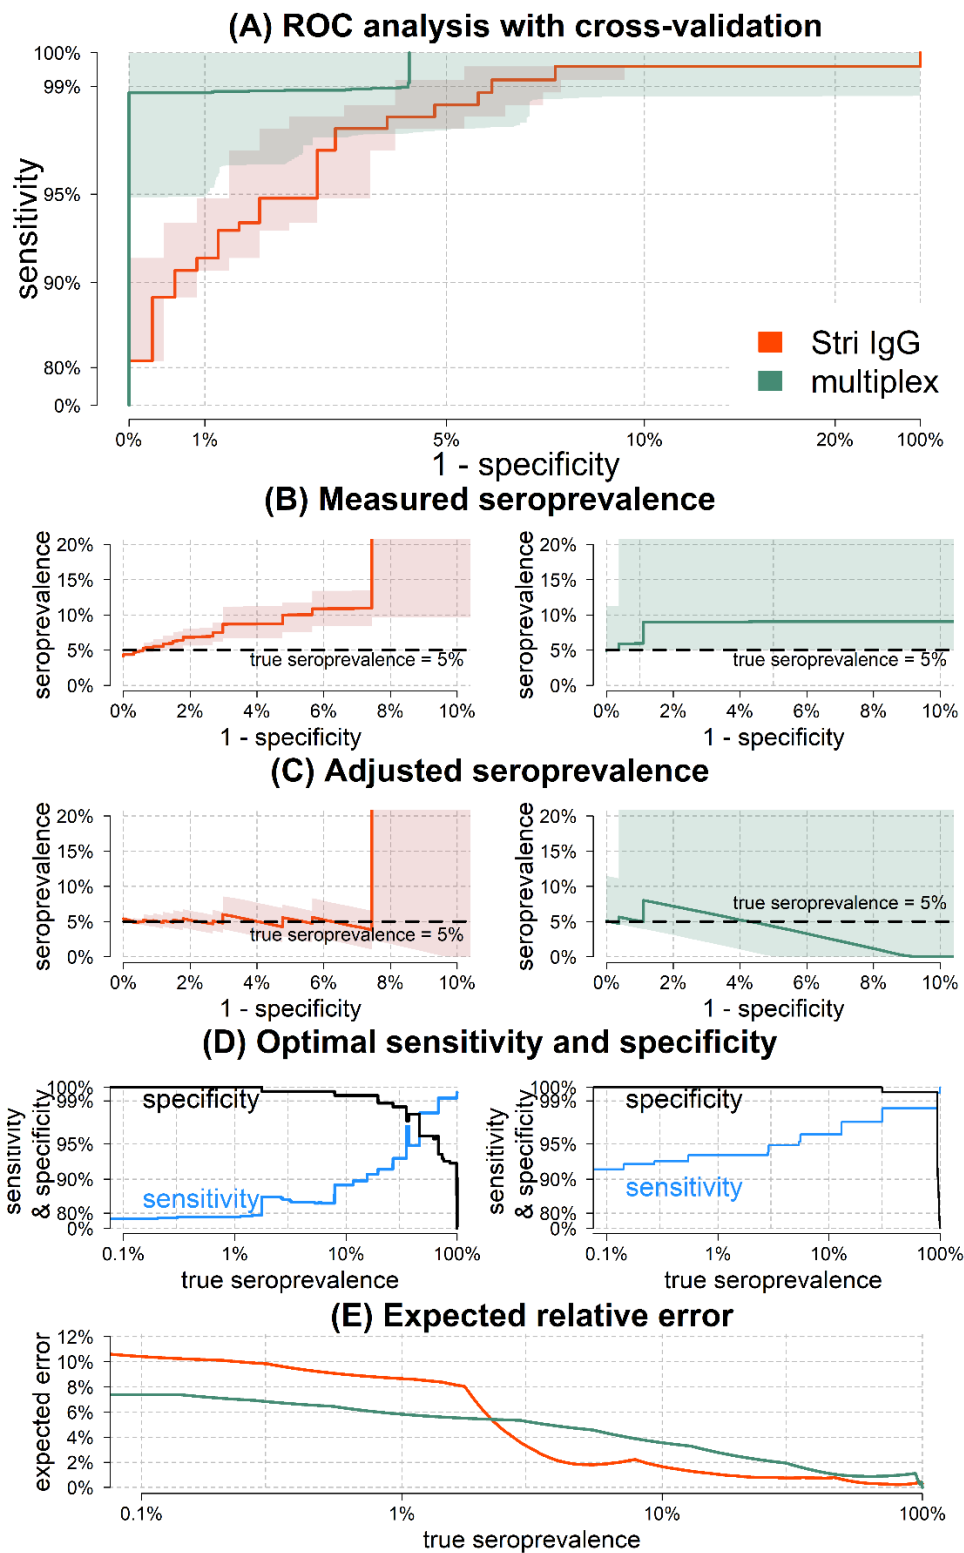 (A) ROC analysis with cross-validation
100%
99%
95%
90%
80%
0%
sensitivity
Stri IgG
multiplex
0% 1% 5% 10% 20% 100%
1 - specificity
(B) Measured seroprevalence
20%
15%
10%
5%
0%
seroprevalence
true seroprevalence = 5%
0% 2% 4% 6% 8% 10%
1 - specificity
20%
15%
10%
5%
0%
seroprevalence
true seroprevalence = 5%
0% 2% 4% 6% 8% 10%
1 - specificity
(C) Adjusted seroprevalence
20%
15%
10%
5%
0%
seroprevalence
true seroprevalence = 5%
0% 2% 4% 6% 8% 10%
1 - specificity
20%
15%
10%
5%
0%
seroprevalence
true seroprevalence = 5%
0% 2% 4% 6% 8% 10%
1 - specificity
(D) Optimal sensitivity and specificity
100%
99%
95%
90%
80%
0%
sensitivity
& specificity
specificity
sensitivity
0.1% 1% 10% 100%
true seroprevalence
100%
99%
95%
90%
80%
0%
sensitivity
& specificity
specificity
sensitivity
0.1% 1% 10% 100%
true seroprevalence
(E) Expected relative error
12%
10%
8%
6%
4%
2%
0%
expected error
0.1% 1% 10% 100%
true seroprevalence